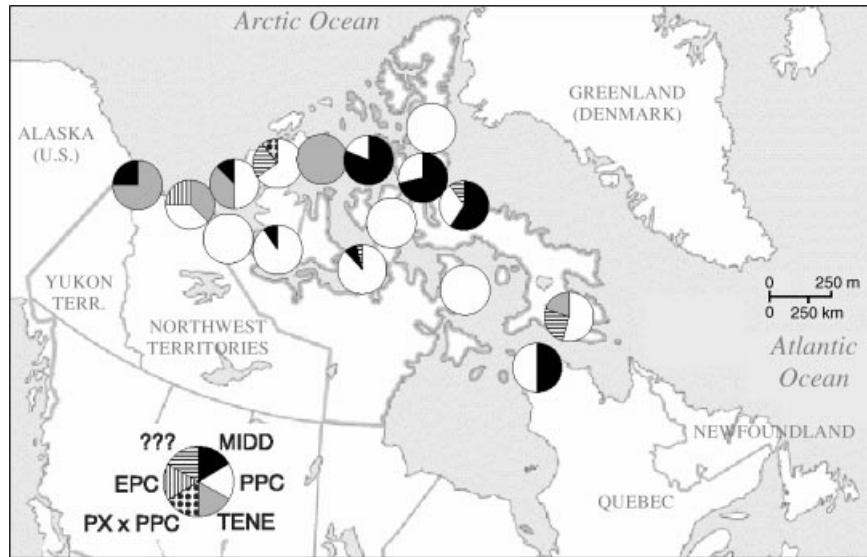 Arctic Ocean
GREENLAND
(DENMARK)
ALASKA
(U.S.)
YUKON
TERR.
NORTHWEST
TERRITORIES
0 250 m
0 250 km
Atlantic
Ocean
NEWFOUNDLAND
QUEBEC
??? MIDD
EPC PPC
PX x PPC TENE